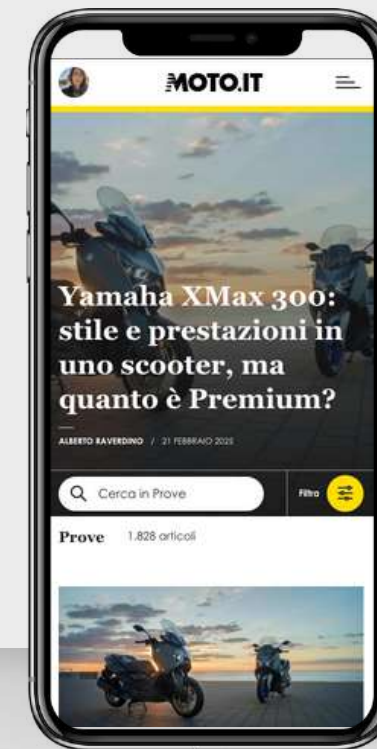 MOTO.IT
Yamaha XMax 300:
stile e prestazioni in
uno scooter, ma
quanto è Premium?
ALBERTO RAVERDINO / 21 FEBBRAIO 2025
Cerca in Prove
Filtra
Prove 1.828 articoli